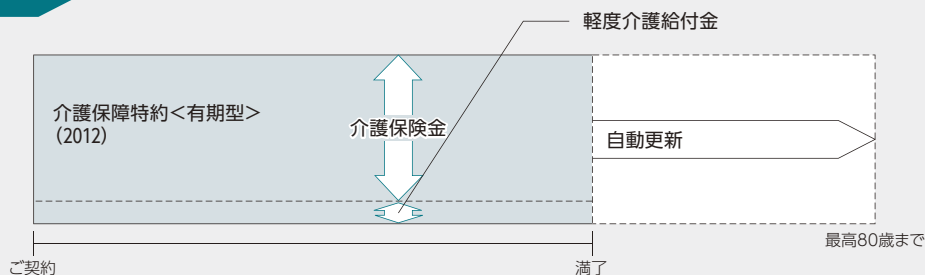 軽度介護給付金
介護保障特約<有期型>
(2012)
介護保険金
自動更新
最高80歳まで
ご契約
満了